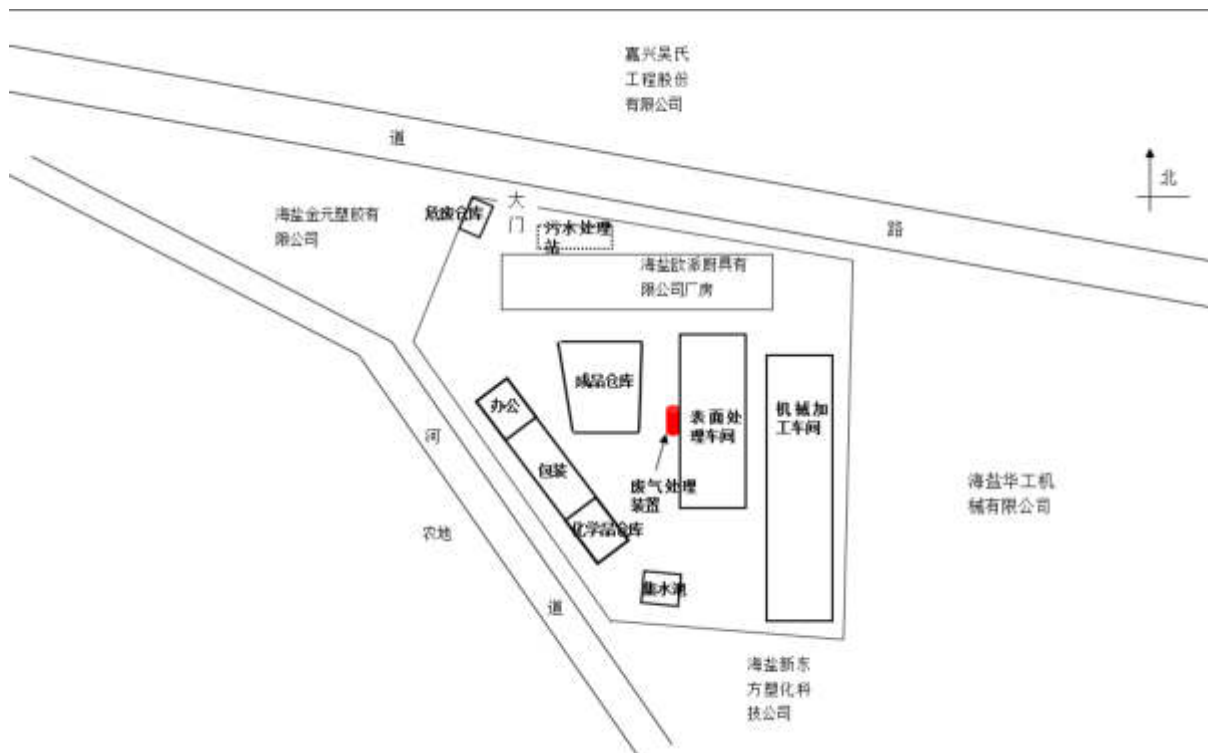 嘉兴吴氏
工程股份
有限公司
道
北
大
门
海盐金元塑胶有
限公司
危废仓库
污水处理
站
路
海盐欧派厨具有
限公司厂房
成品仓库
办公
表面处
理车间
机械加
工车间
河
包装
废气处理
装置
海盐华工机
械有限公司
农地
化学品仓库
集水池
道
海盐新东
方塑化科
技公司